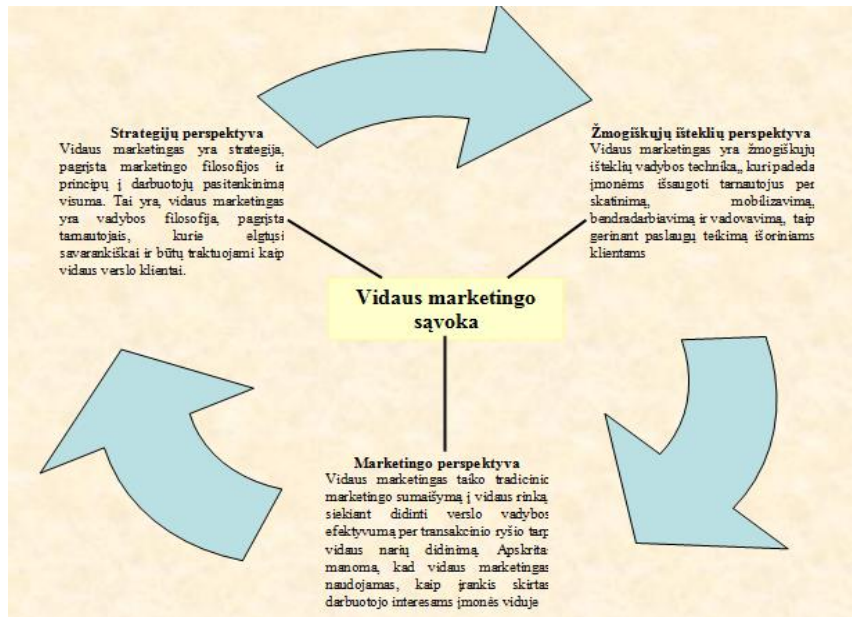 Strategijų perspektyva
Vidaus marketingas yra strategija,
pagrįsta marketingo filosofijos ir
principų į darbuotojų pasitenkinimą
visuma. Tai yra, vidaus marketingas
yra vadybos filosofija, pagrįsta
tarnautojais, kurie elgtųsi
savarankiškai ir būtų traktuojami kaip
vidaus verslo klientai.
Žmogiškųjų išteklių perspektyva
Vidaus marketingas yra žmogiškųjų
išteklių vadybos technika,, kuri padeda
įmonėms išsaugoti tarnautojus per
skatinimą, mobilizavimą,
bendradarbiavimą ir vadovavimą, taip
gerinant paslaugų teikimą išoriniams
klientams
Vidaus marketingo
sąvoka
Marketingo perspektyva
Vidaus marketingas taiko tradicinio
marketingo sumaišymą į vidaus rinką
siekiant didinti verslo vadybos
efektyvumą per transakcinio ryšio tarp
vidaus narių didinimą. Apskritai
manoma, kad vidaus marketingas
naudojamas, kaip įrankis skirtas
darbuotojo interesams įmonės viduje